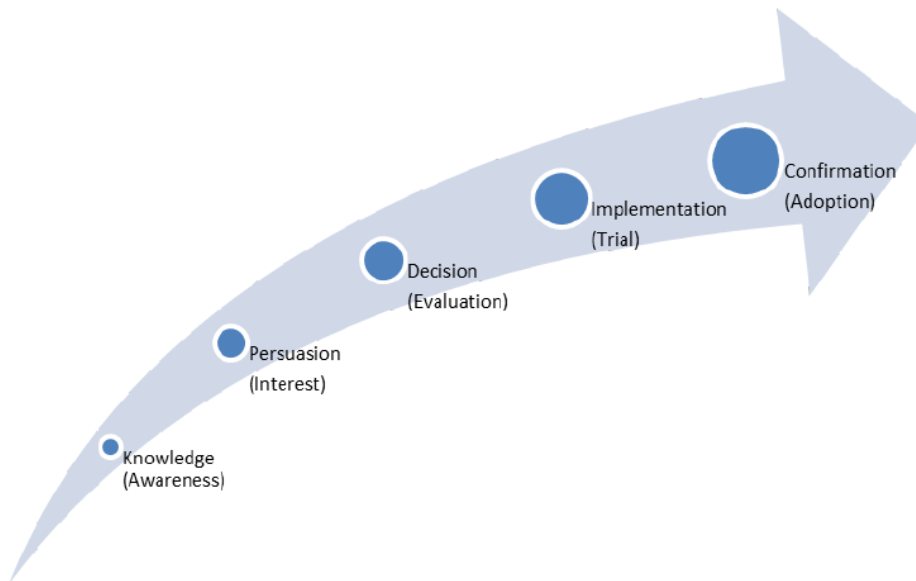 Knowledge
(Awareness)
Persuasion
(Interest)
Decision
(Evaluation)
Implementation
(Trial)
Confirmation
(Adoption)